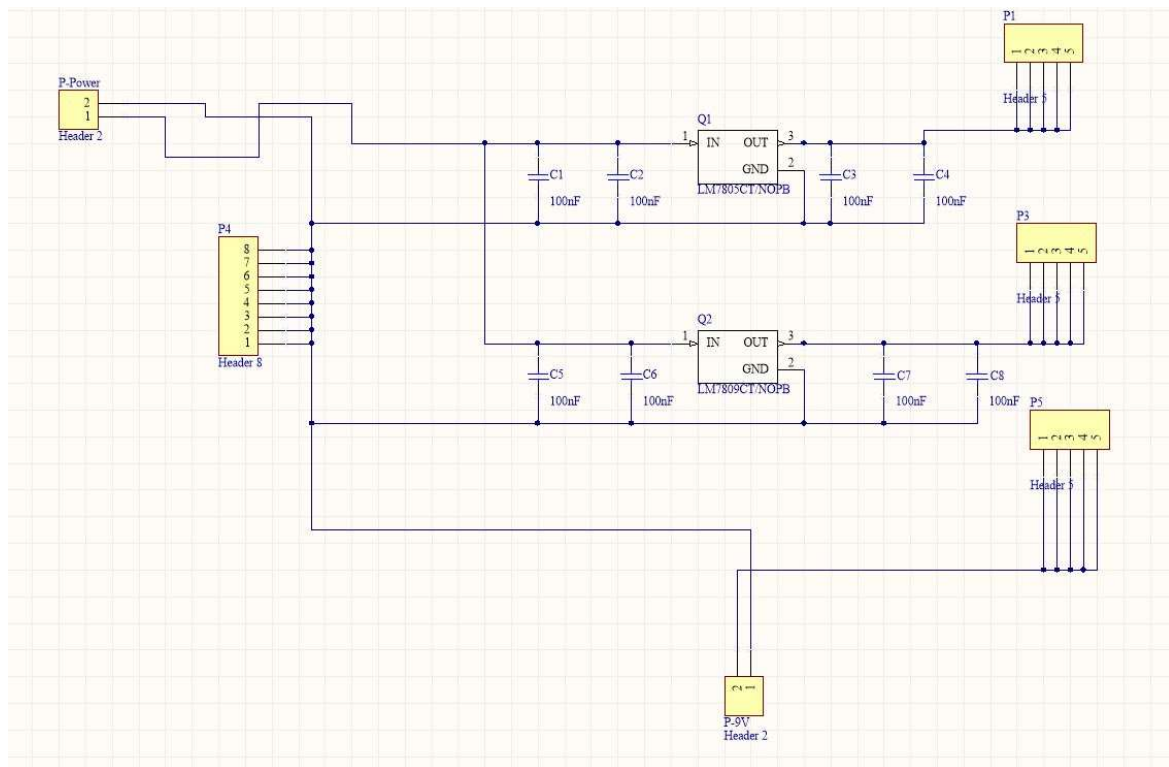 P1
1 2 3 4 5
Header 5
P-Power
2
1
Header 2
Q1
1 IN OUT 3
GND 2
LM7805CT/NOPB
C1
100nF
C2
100nF
C3
100nF
C4
100nF
P4
8
7
6
5
4
3
2
1
Header 8
P3
1 2 3 4 5
Header 5
Q2
1 IN OUT 3
GND 2
LM7809CT/NOPB
C5
100nF
C6
100nF
C7
100nF
C8
100nF
P5
1 2 3 4 5
Header 5
2 1
P-9V
Header 2